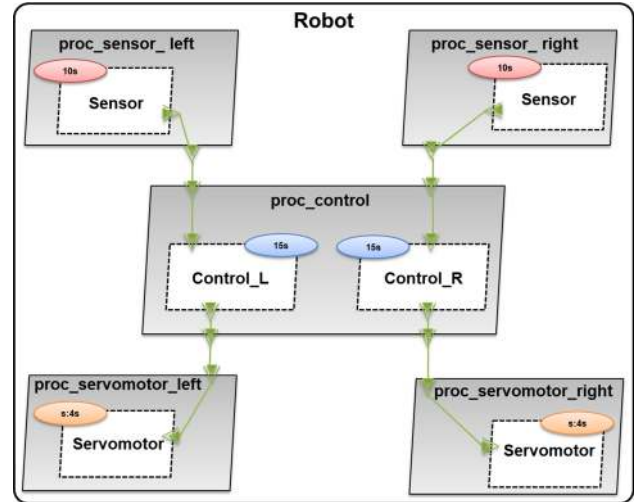 Robot
proc_sensor_ left
proc_sensor_ right
10s
10s
Sensor
Sensor
proc_control
15s
15s
Control_L
Control_R
proc_servomotor_left
proc_servomotor_right
s:4s
s:4s
Servomotor
Servomotor